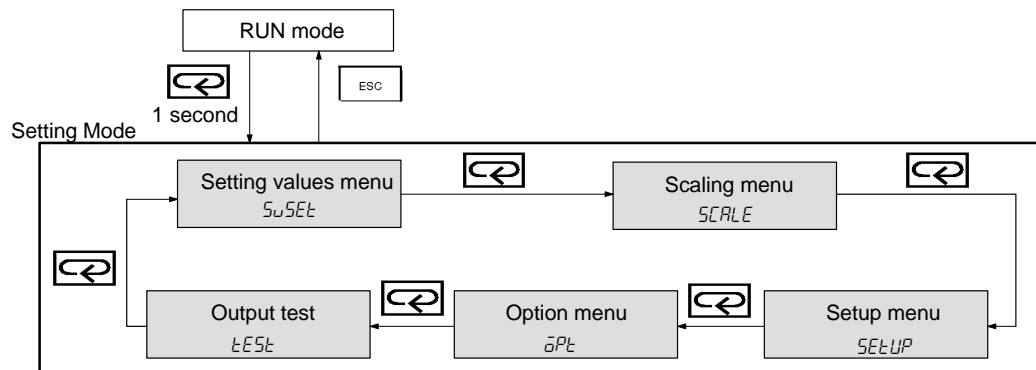 RUN mode
ESC
1 second
Setting Mode
Setting values menu
SvSEt
Scaling menu
SCALE
Output test
tESt
Option menu
oPt
Setup menu
SEtUP